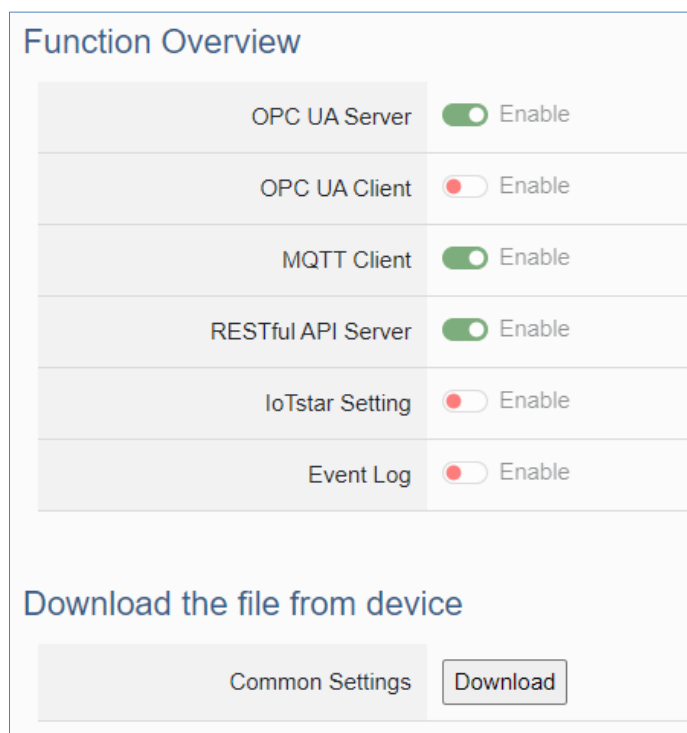 Function Overview
OPC UA Server Enable
OPC UA Client Enable
MQTT Client Enable
RESTful API Server Enable
IoTstar Setting Enable
Event Log Enable
Download the file from device
Common Settings Download